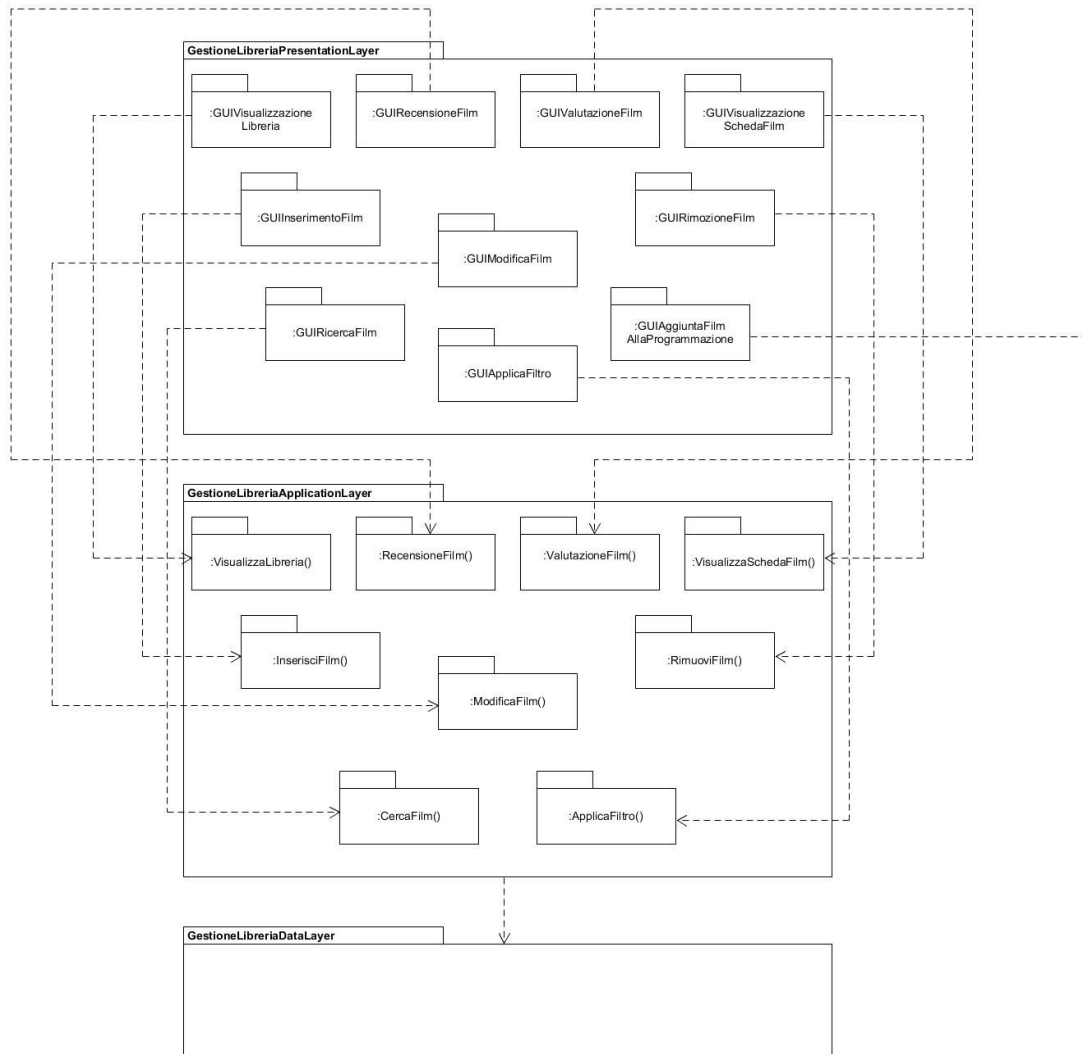 GestioneLibreriaPresentationLayer
:GUIVisualizzazione
Libreria
:GUIRecensioneFilm
:GUIValutazioneFilm
:GUIVisualizzazione
SchedaFilm
:GUIInserimentoFilm
:GUIRimozioneFilm
:GUIModificaFilm
:GUIRicercaFilm
:GUIAggiuntaFilm
AllaProgrammazione
:GUIApplicaFiltro
GestioneLibreriaApplicationLayer
:VisualizzaLibreria()
:RecensioneFilm()
:ValutazioneFilm()
:VisualizzaSchedaFilm()
:InserisciFilm()
:RimuoviFilm()
:ModificaFilm()
:CercaFilm()
:ApplicaFiltro()
GestioneLibreriaDataLayer